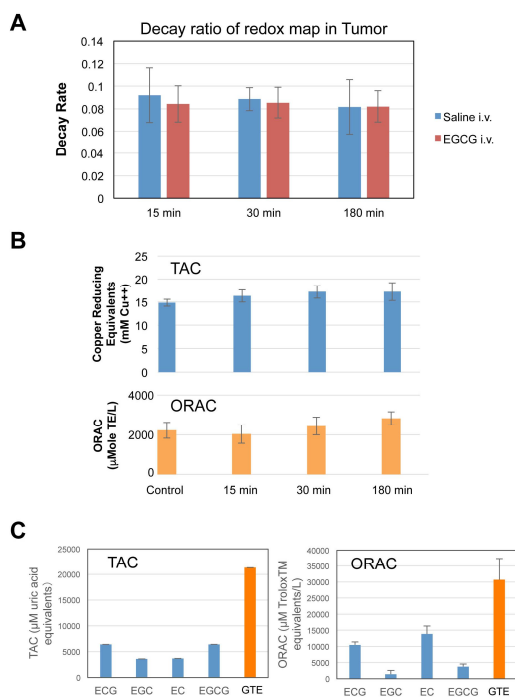 A
Decay ratio of redox map in Tumor
Decay Rate
0.14
0.12
0.1
0.08
0.06
0.04
0.02
0
15 min
30 min
180 min
Saline i.v.
EGCG i.v.
B
TAC
Copper Reducing
Equivalents
(mM Cu++)
25
20
15
10
5
0
ORAC
ORAC
(μMole TE/L)
4000
2000
0
Control
15 min
30 min
180 min
C
TAC
TAC (μM uric acid
equivalents)
25000
20000
15000
10000
5000
0
ECG
EGC
EC
EGCG
GTE
ORAC
ORAC (μM TroloxTM
equivalents/L)
40000
35000
30000
25000
20000
15000
10000
5000
0
ECG
EGC
EC
EGCG
GTE